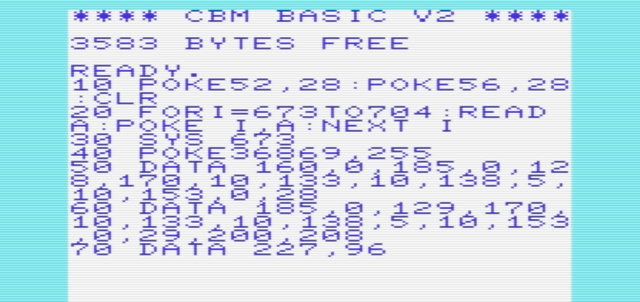 **** CBM BASIC V2 ****
3583 BYTES FREE
READY.
10 POKE52,28:POKE56,28
:CLR
20 FORI=673TO704:READ
A:POKE I,A:NEXT I
30 SYS 673
40 POKE36869,255
50 DATA 160,0,185,0,12
8,170,10,133,10,138,5,
10,153,0,28
60 DATA 185,0,129,170,
10,133,10,138,5,10,153
,0,29,200,208
70 DATA 227,96